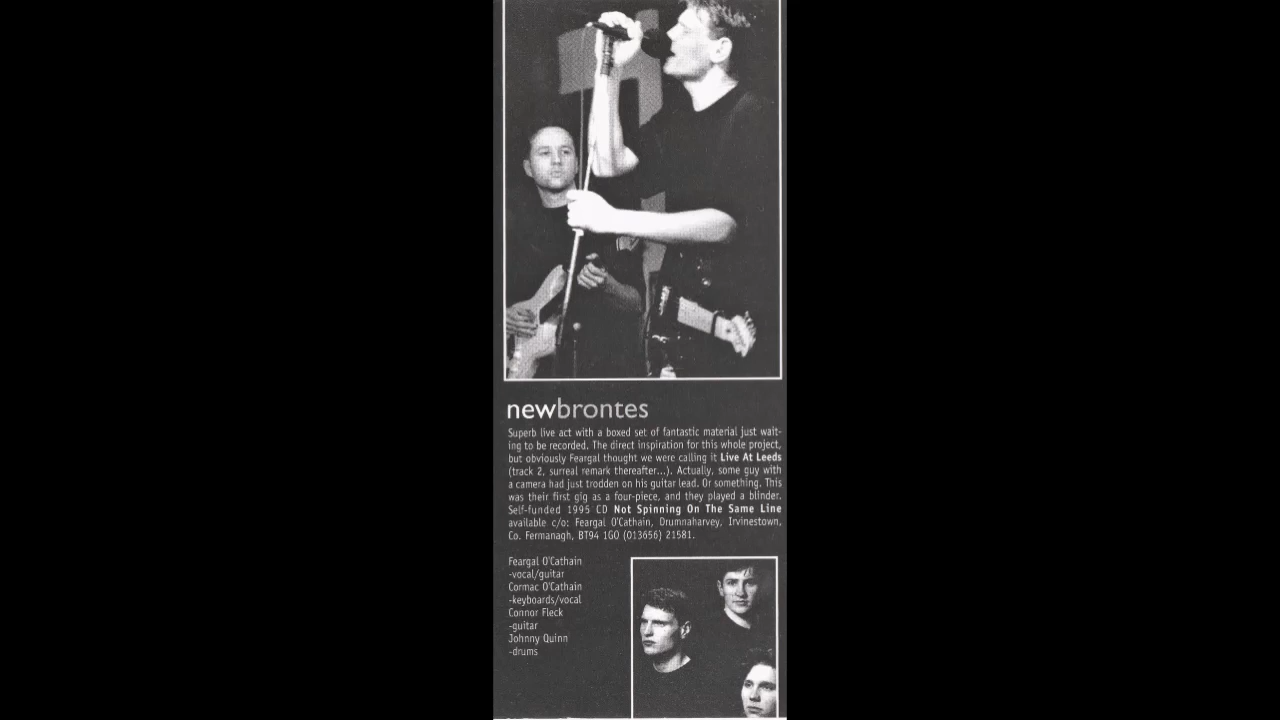 newbrontes
Superb live act with a boxed set of fantastic material just wait-
ing to be recorded. The direct inspiration for this whole project,
but obviously Feargal thought we were calling it Live At Leeds
(track 2, surreal remark thereafter...). Actually, some guy with
a camera had just trodden on his guitar lead. Or something. This
was their first gig as a four-piece, and they played a blinder.
Self-funded 1995 CD Not Spinning On The Same Line
available c/o: Feargal O'Cathain, Drumnaharvey, Irvinestown,
Co. Fermanagh, BT94 1GO (013656) 21581.
Feargal O'Cathain
-vocal/guitar
Cormac O'Cathain
-keyboards/vocal
Connor Fleck
-guitar
Johnny Quinn
-drums